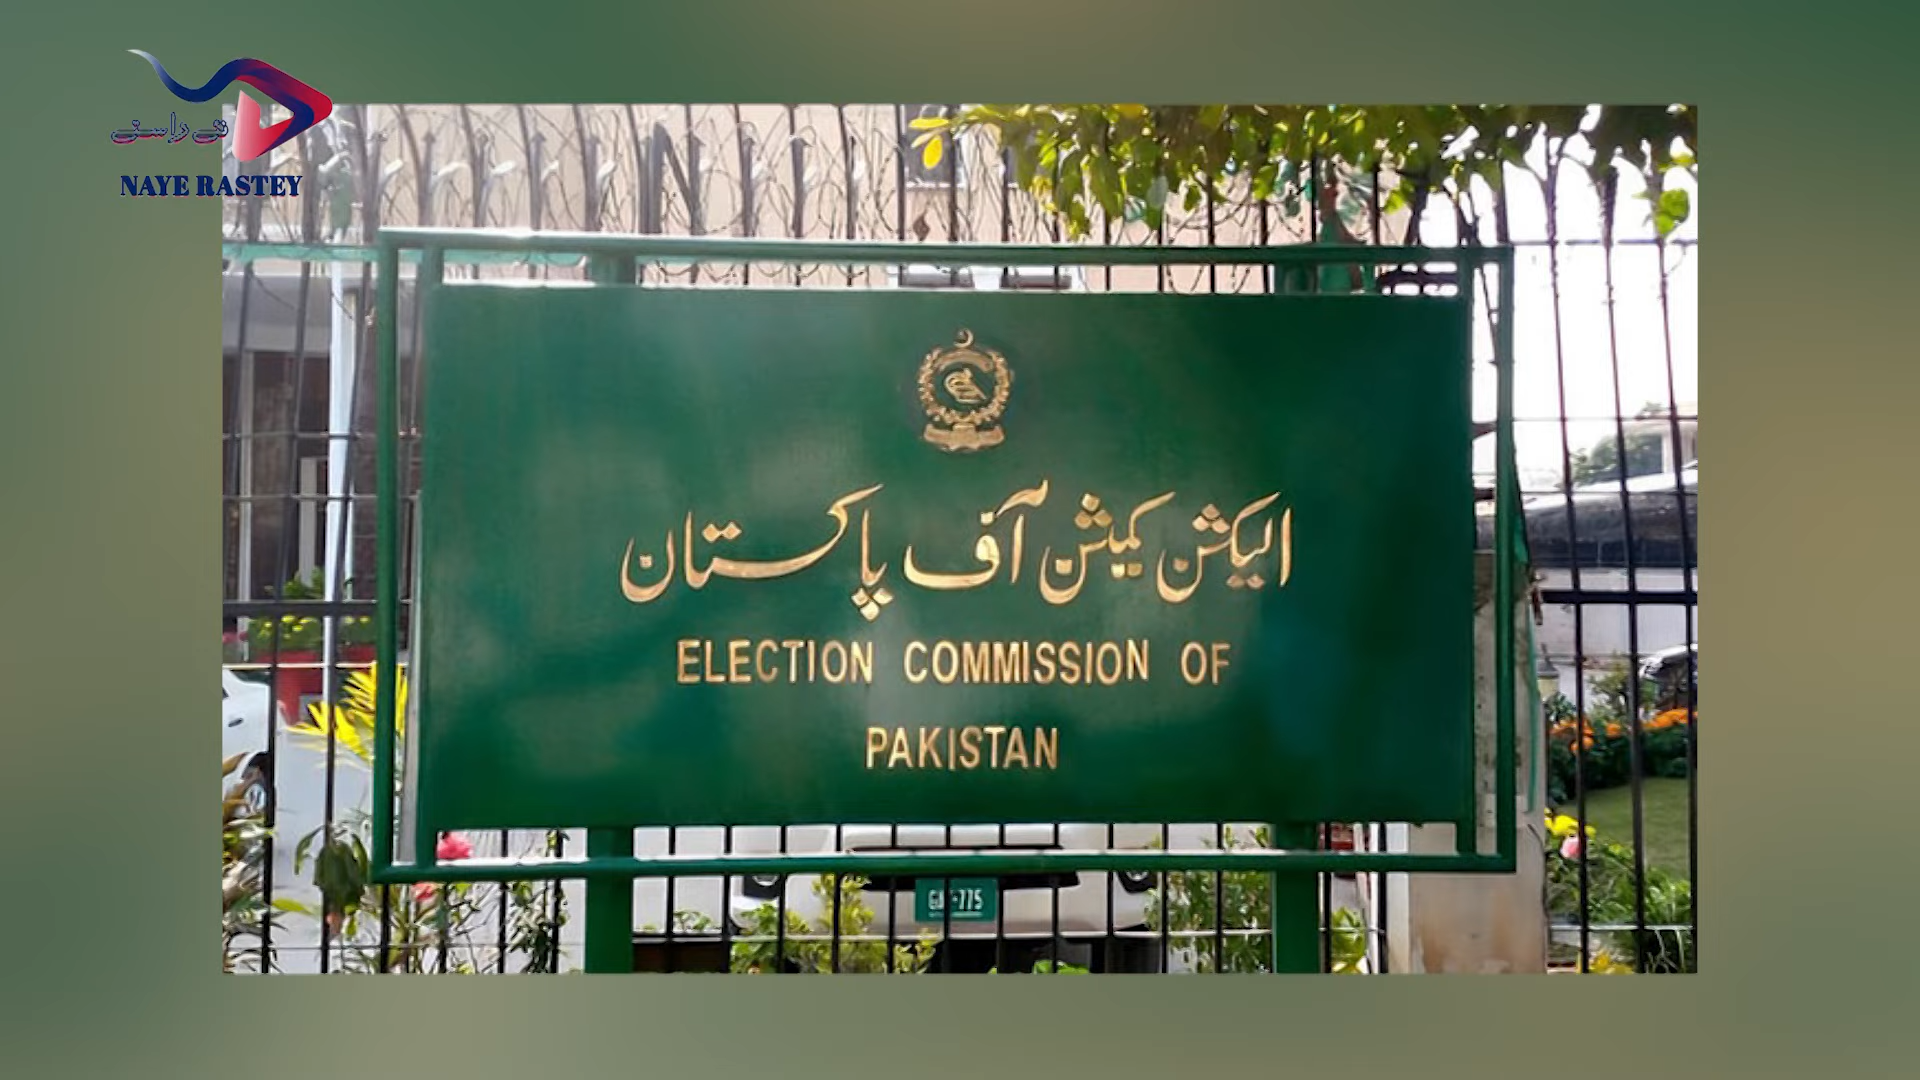 نئے راستے
NAYE RASTEY
الیکشن کمیشن آف پاکستان
ELECTION COMMISSION OF
PAKISTAN